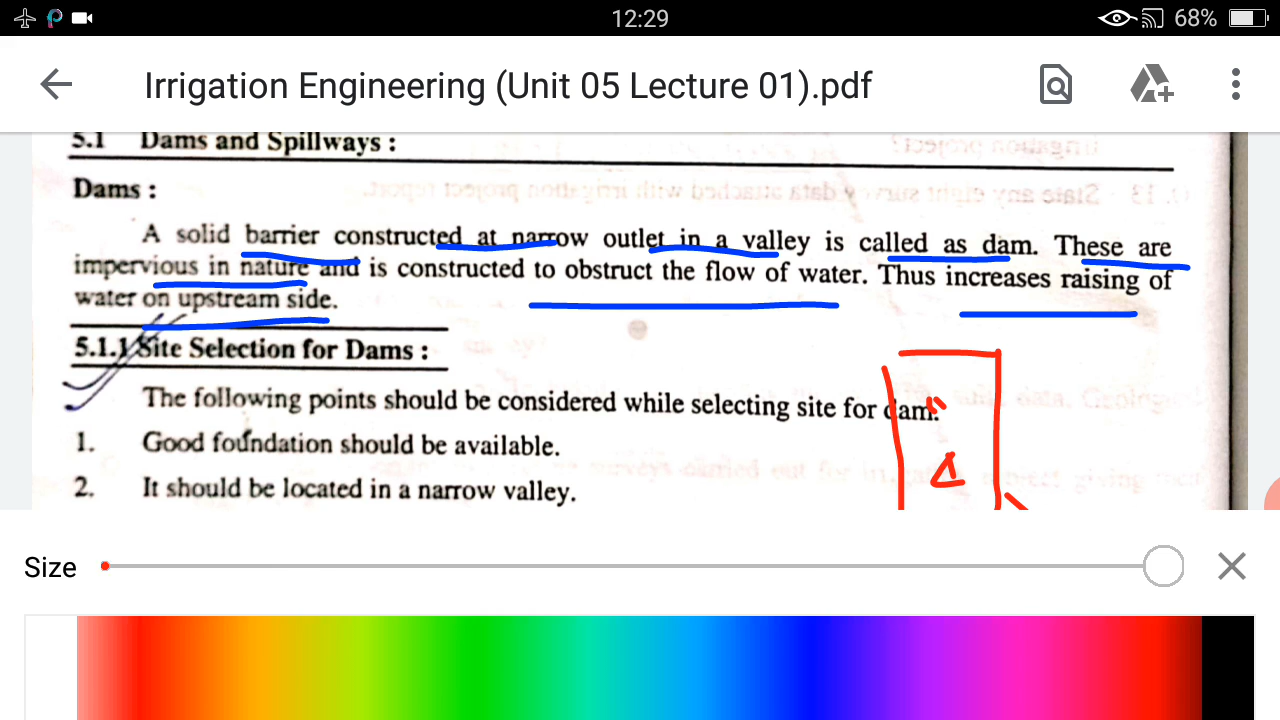 12:29
68%
Irrigation Engineering (Unit 05 Lecture 01).pdf
5.1 Dams and Spillways :
Dams :
A solid barrier constructed at narrow outlet in a valley is called as dam. These are
impervious in nature and is constructed to obstruct the flow of water. Thus increases raising of
water on upstream side.
5.1.1 Site Selection for Dams :
The following points should be considered while selecting site for dam.
1. Good foundation should be available.
2. It should be located in a narrow valley.
Size